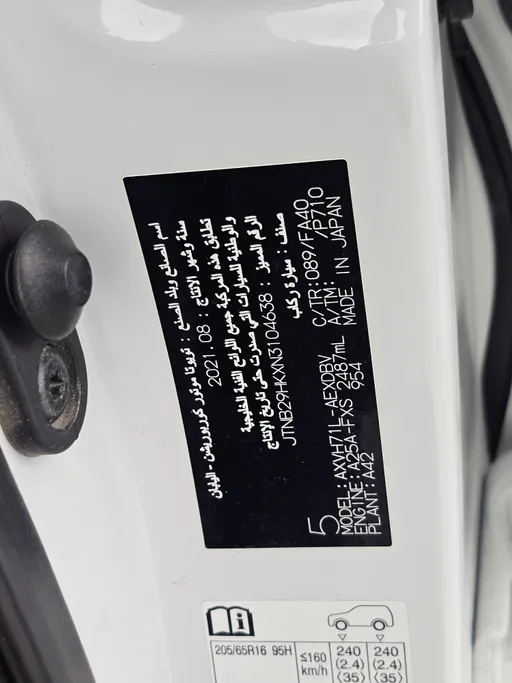 اسم الصانع وبلد الصنع : تويوتا موتور كوربوريشن - اليابان
سنة وشهر الانتاج : 2021.08
تطابق هذه المركبة جميع اللوائح الفنية الخليجية
والوطنية للسيارات التي صدرت حتى تاريخ الإنتاج
الرقم المميز : JTNB29HKXN3104638
صنف : سيارة ركاب
5
MODEL: AXVH71L-AEXDBV
C/TR: 089/FA40
ENGINE: A25A-FXS 2487mL
A/TM: /P710
PLANT: A42 954
MADE IN JAPAN
205/65R16 95H
≤160 km/h
240 (2.4) (35)
240 (2.4) (35)